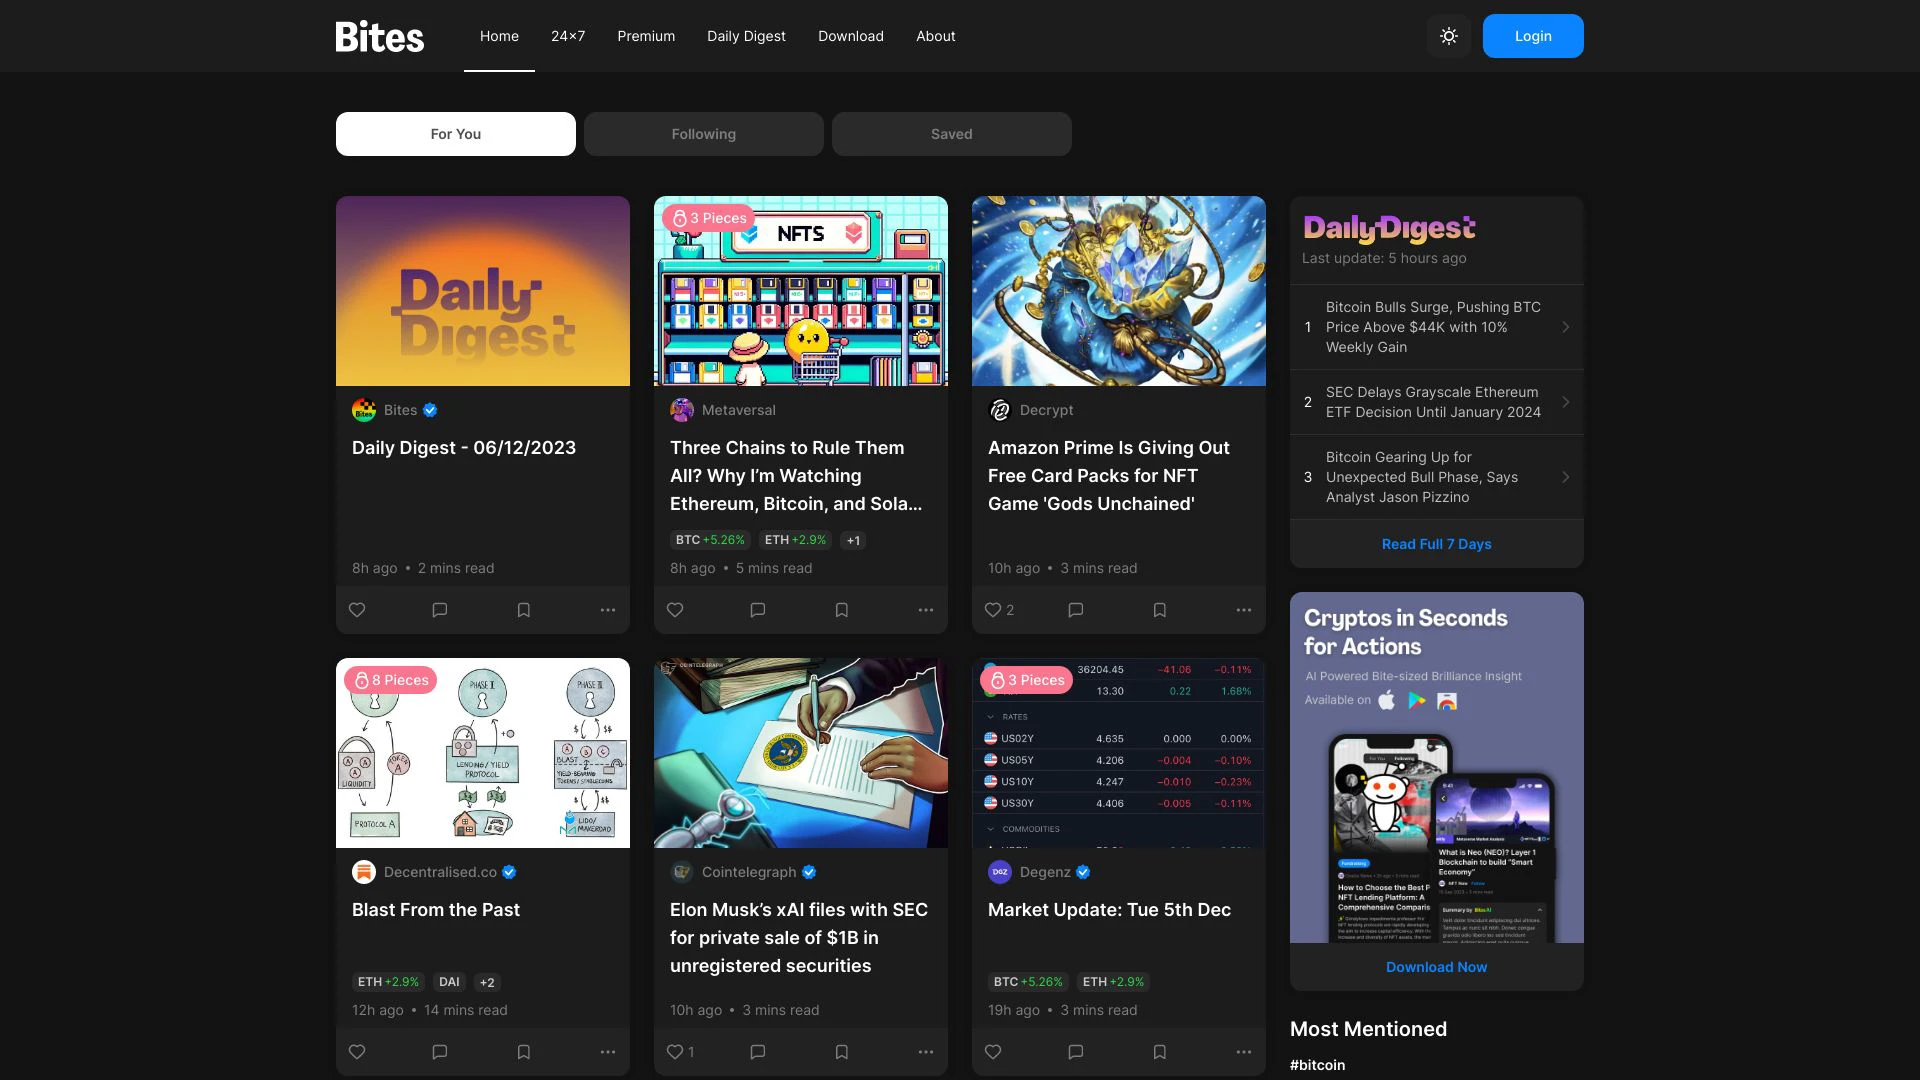 Bites
Home
24×7
Premium
Daily Digest
Download
About
Login
For You
Following
Saved
Daily
Digest
Bites
Daily Digest - 06/12/2023
8h ago • 2 mins read
3 Pieces
NFTS
Metaversal
Three Chains to Rule Them
All? Why I’m Watching
Ethereum, Bitcoin, and Sola...
BTC +5.26%
ETH +2.9%
+1
8h ago • 5 mins read
Decrypt
Amazon Prime Is Giving Out
Free Card Packs for NFT
Game 'Gods Unchained'
10h ago • 3 mins read
2
Daily Digest
Last update: 5 hours ago
1
Bitcoin Bulls Surge, Pushing BTC
Price Above $44K with 10%
Weekly Gain
2
SEC Delays Grayscale Ethereum
ETF Decision Until January 2024
3
Bitcoin Gearing Up for
Unexpected Bull Phase, Says
Analyst Jason Pizzino
Read Full 7 Days
8 Pieces
PHASE II
PHASE III
LIQUIDITY
TOKEN A
PROTOCOL A
LENDING/YIELD
PROTOCOL
BLAST
YIELD-BEARING
TOKENS/STABLECOINS
LIDO/
MAKERDAO
Decentralised.co
Blast From the Past
ETH +2.9%
DAI
+2
12h ago • 14 mins read
COINTELEGRAPH
Cointelegraph
Elon Musk’s xAI files with SEC
for private sale of $1B in
unregistered securities
10h ago • 3 mins read
1
3 Pieces
36204.45 −41.06 −0.11%
13.30 0.22 1.68%
RATES
US02Y 4.635 0.000 0.00%
US05Y 4.206 −0.004 −0.10%
US10Y 4.247 −0.010 −0.23%
US30Y 4.406 −0.005 −0.11%
COMMODITIES
DGZ
Degenz
Market Update: Tue 5th Dec
BTC +5.26%
ETH +2.9%
19h ago • 3 mins read
Cryptos in Seconds
for Actions
AI Powered Bite-sized Brilliance Insight
Available on
For You
Following
How to Choose the Best P
NFT Lending Platform: A
Comprehensive Comparis
9:41
What is Neo (NEO)? Layer 1
Blockchain to build “Smart
Economy”
Summary by Bites AI
Download Now
Most Mentioned
#bitcoin